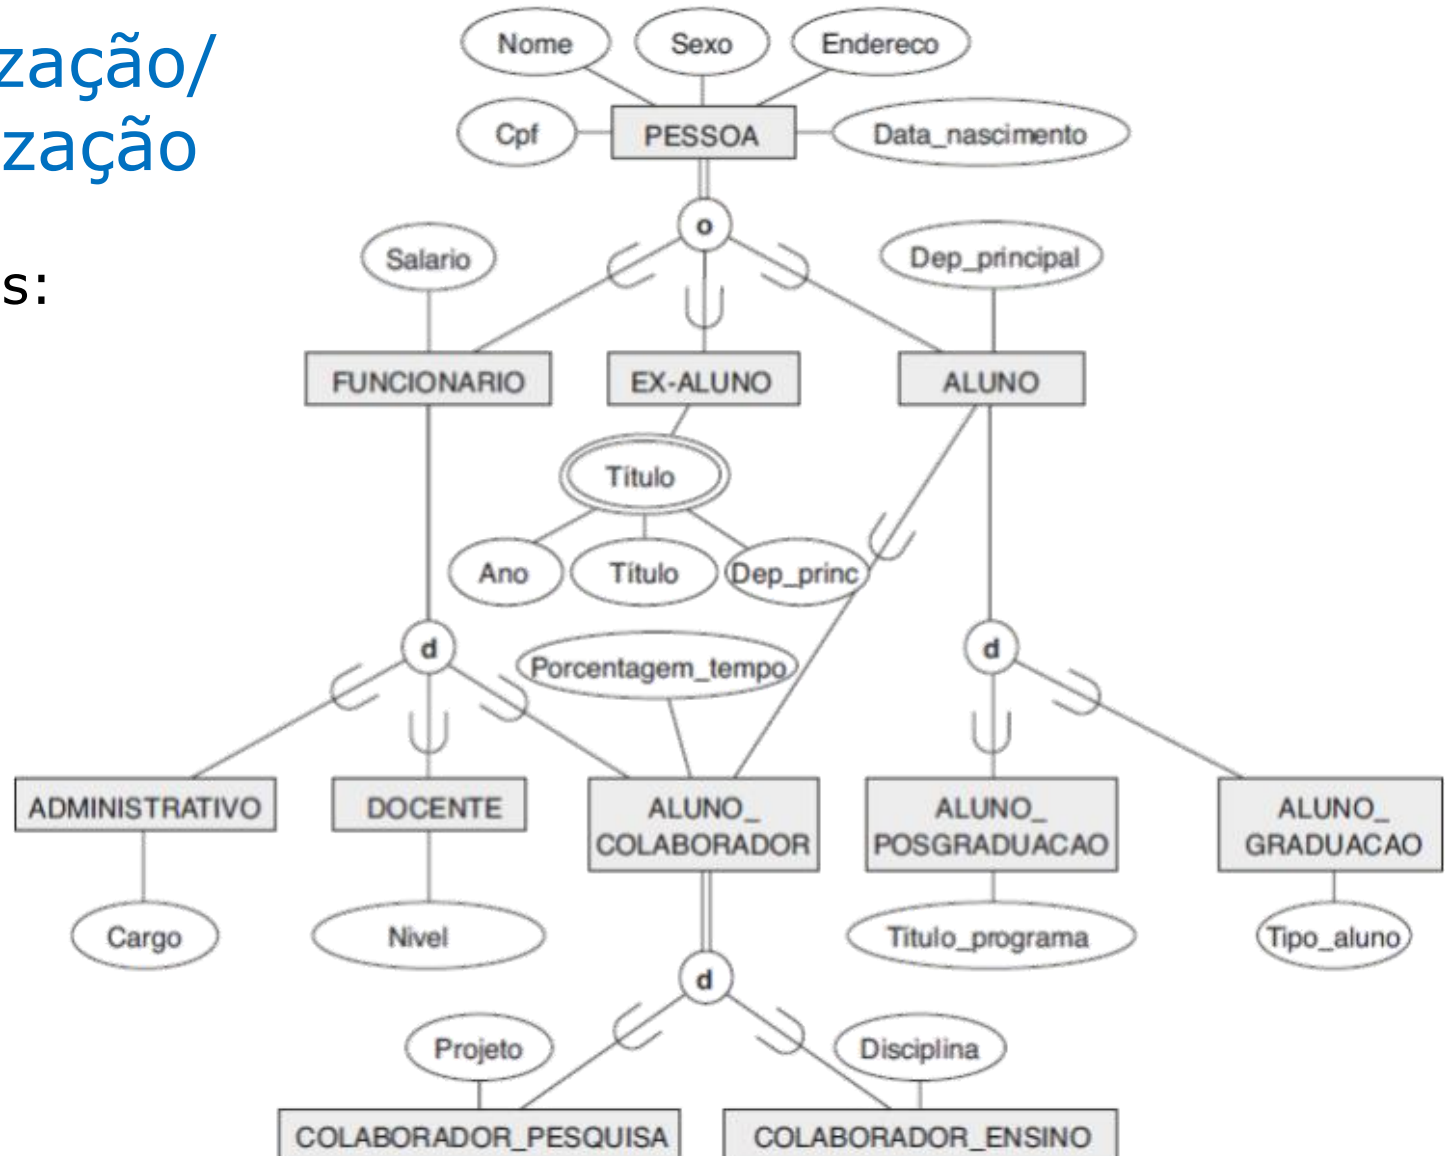 zação/
zação
s:
Nome
Sexo
Endereco
Cpf
PESSOA
Data_nascimento
o
Salario
Dep_principal
FUNCIONARIO
EX-ALUNO
ALUNO
Título
Ano
Título
Dep_princ
d
Porcentagem_tempo
d
ADMINISTRATIVO
DOCENTE
ALUNO_
COLABORADOR
ALUNO_
POSGRADUACAO
ALUNO_
GRADUACAO
Cargo
Nivel
Titulo_programa
Tipo_aluno
d
Projeto
Disciplina
COLABORADOR_PESQUISA
COLABORADOR_ENSINO